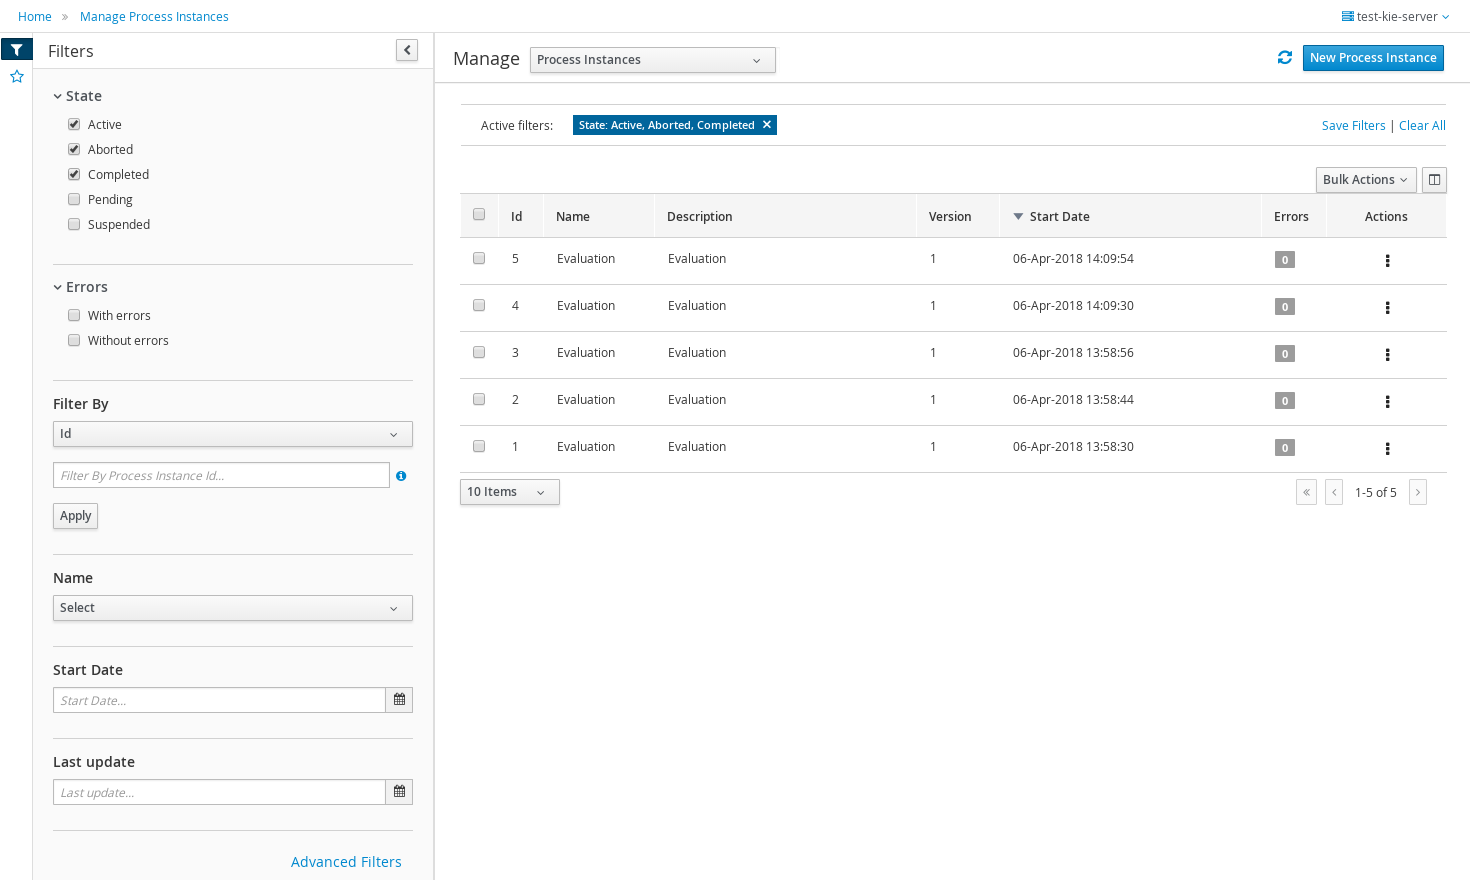 Home » Manage Process Instances
test-kie-server
Filters
Manage
Process Instances
New Process Instance
State
Active
Aborted
Completed
Pending
Suspended
Errors
With errors
Without errors
Filter By
Id
Filter By Process Instance Id...
Apply
Name
Select
Start Date
Start Date...
Last update
Last update...
Advanced Filters
Active filters:
State: Active, Aborted, Completed ×
Save Filters | Clear All
Bulk Actions
Id Name Description Version Start Date Errors Actions
5 Evaluation Evaluation 1 06-Apr-2018 14:09:54 0
4 Evaluation Evaluation 1 06-Apr-2018 14:09:30 0
3 Evaluation Evaluation 1 06-Apr-2018 13:58:56 0
2 Evaluation Evaluation 1 06-Apr-2018 13:58:44 0
1 Evaluation Evaluation 1 06-Apr-2018 13:58:30 0
10 Items
« ‹ 1-5 of 5 ›